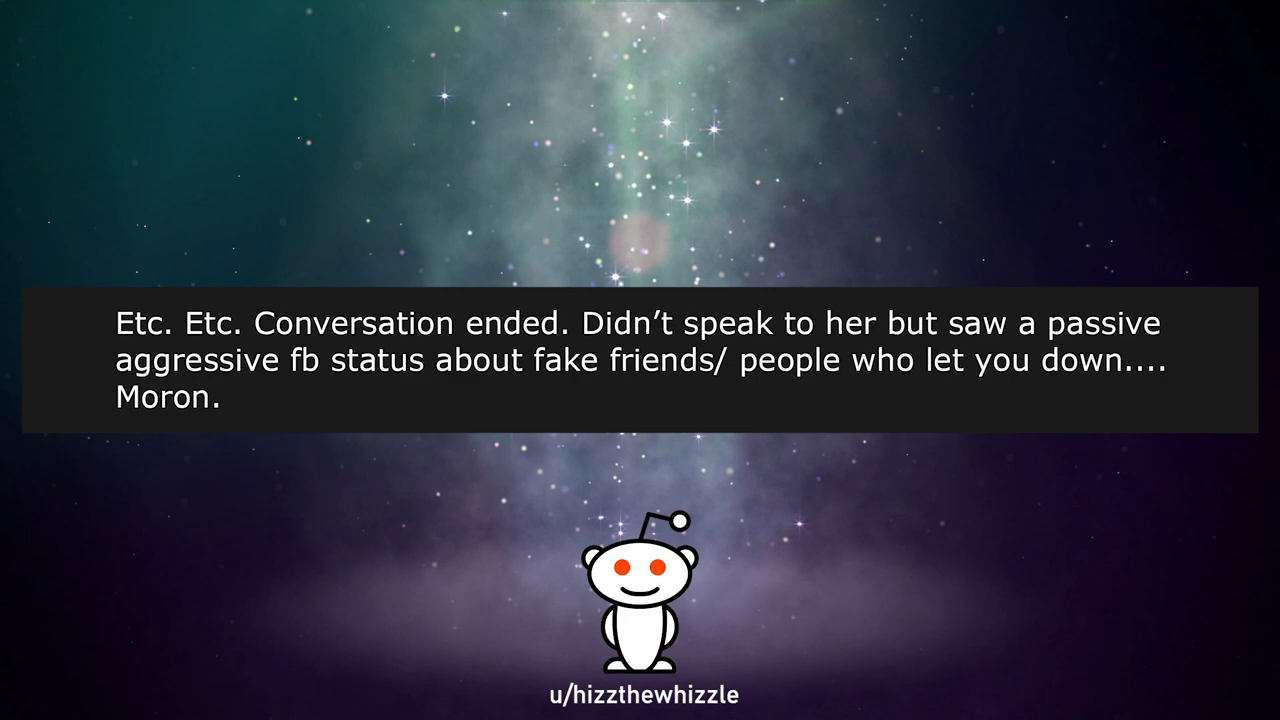 Etc. Etc. Conversation ended. Didn’t speak to her but saw a passive
aggressive fb status about fake friends/ people who let you down....
Moron.
u/hizzthewhizzle